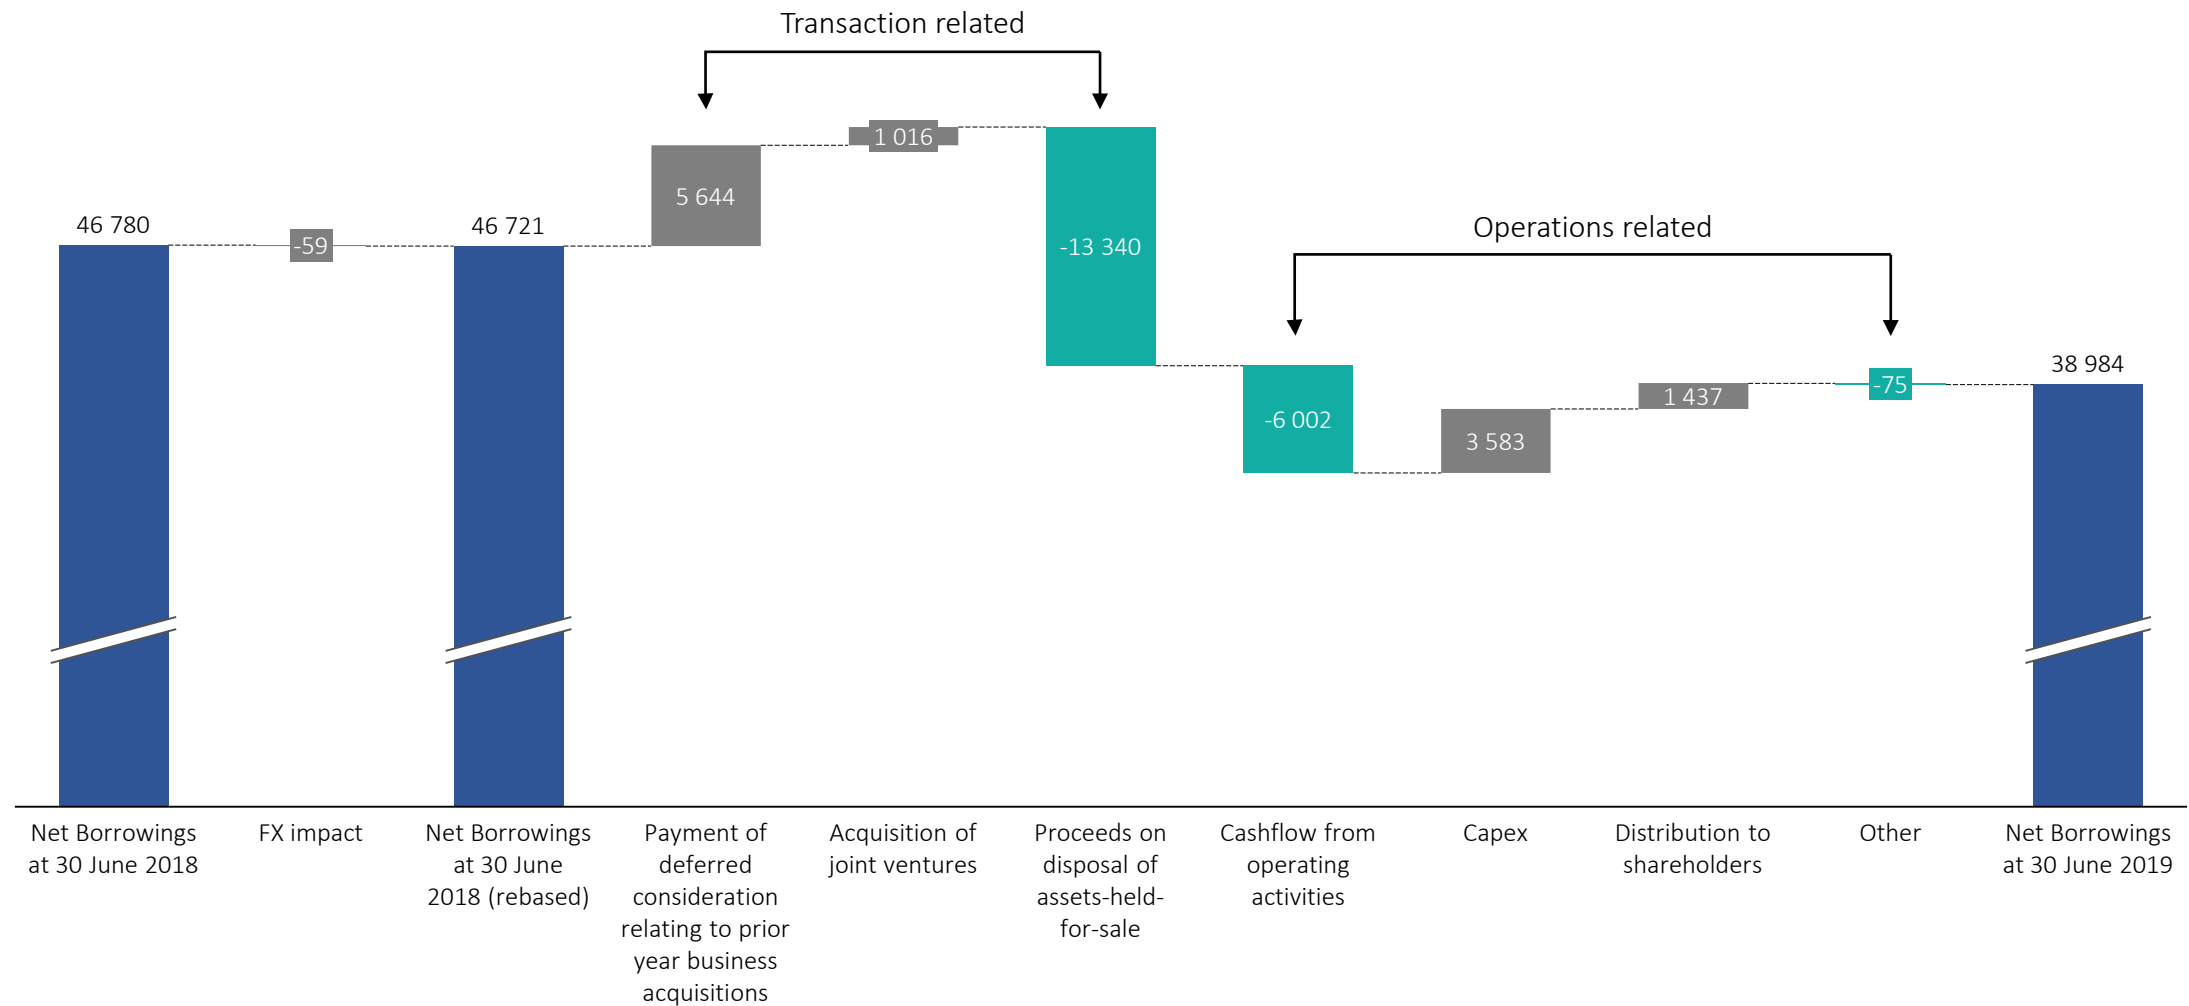 Transaction related
1 016
5 644
46 780
-59
46 721
-13 340
Operations related
-6 002
3 583
1 437
-75
38 984
Net Borrowings
at 30 June 2018
FX impact
Net Borrowings
at 30 June
2018 (rebased)
Payment of
deferred
consideration
relating to prior
year business
acquisitions
Acquisition of
joint ventures
Proceeds on
disposal of
assets-held-
for-sale
Cashflow from
operating
activities
Capex
Distribution to
shareholders
Other
Net Borrowings
at 30 June 2019